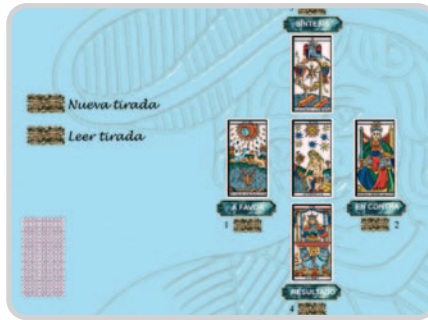 SÍNTESIS
Nueva tirada
Leer tirada
A FAVOR
EN CONTRA
1
2
RESULTADO
4